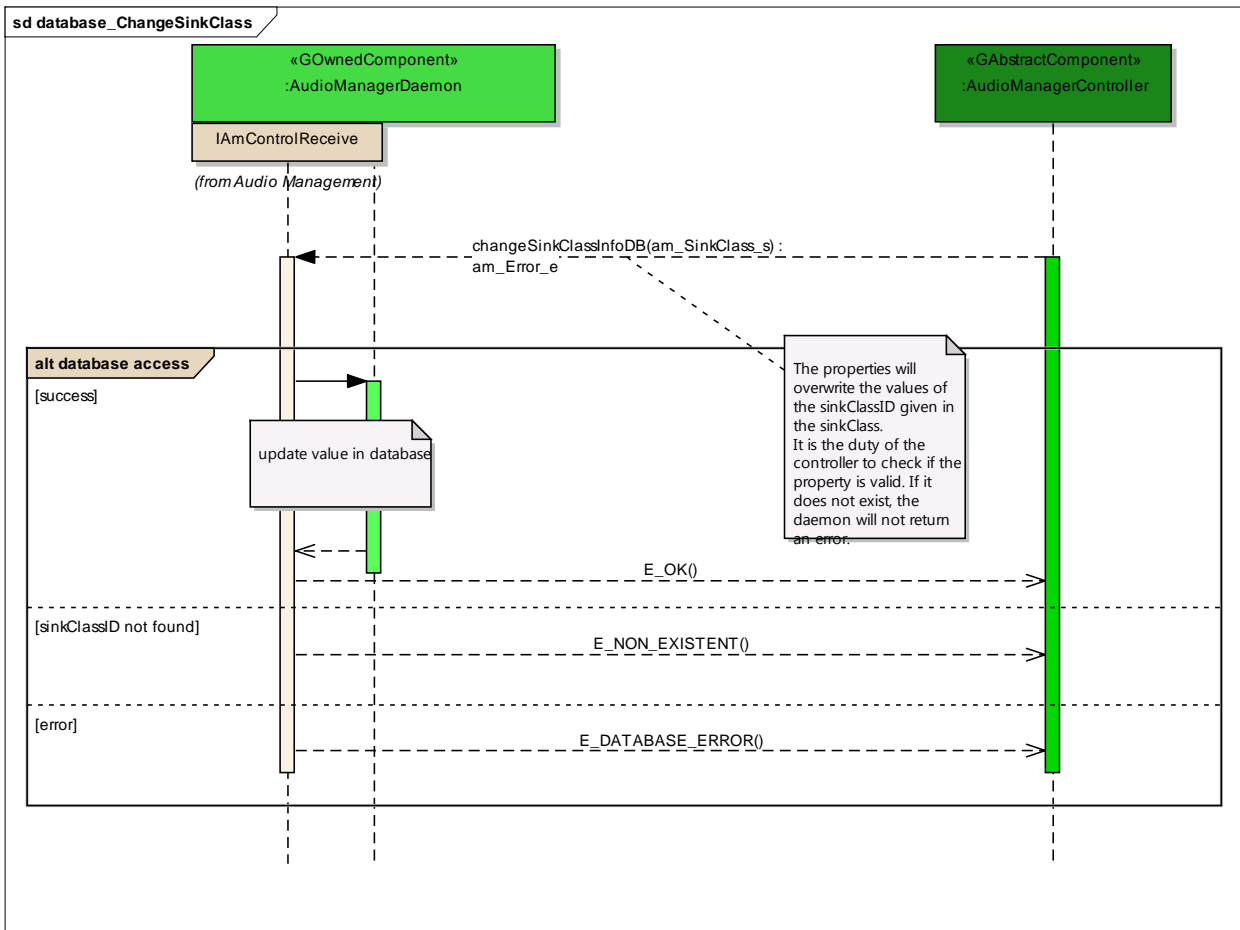 sd database_ChangeSinkClass
«GOwnedComponent»
:AudioManagerDaemon
«GAbstractComponent»
:AudioManagerController
IAmControlReceive
(from Audio Management)
changeSinkClassInfoDB(am_SinkClass_s) :
am_Error_e
alt database access
[success]
The properties will
overwrite the values of
the sinkClassID given in
the sinkClass.
It is the duty of the
controller to check if the
property is valid. If it
does not exist, the
daemon will not return
an error.
update value in database
E_OK()
[sinkClassID not found]
E_NON_EXISTENT()
[error]
E_DATABASE_ERROR()